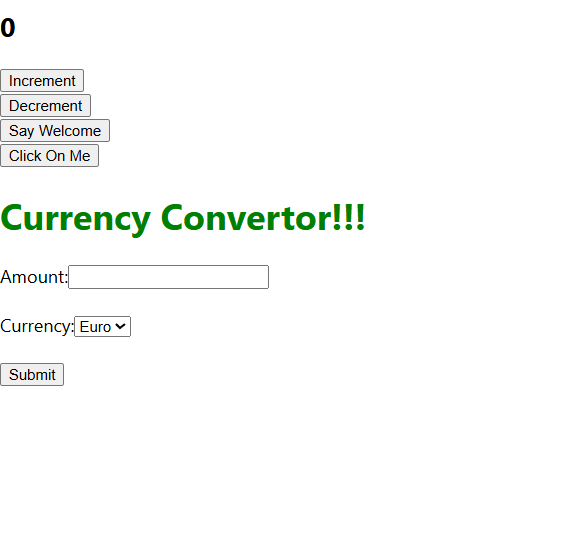 0
Increment
Decrement
Say Welcome
Click On Me
Currency Convertor!!!
Amount:
Currency: Euro
Submit